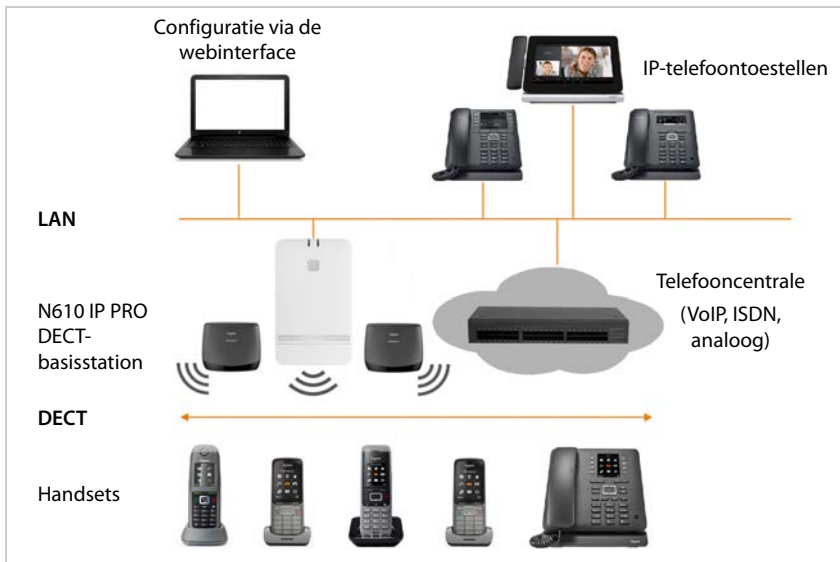 Configuratie via de
webinterface
IP-telefoontoestellen
LAN
N610 IP PRO
DECT-
basisstation
Telefooncentrale
(VoIP, ISDN,
analoog)
DECT
Handsets